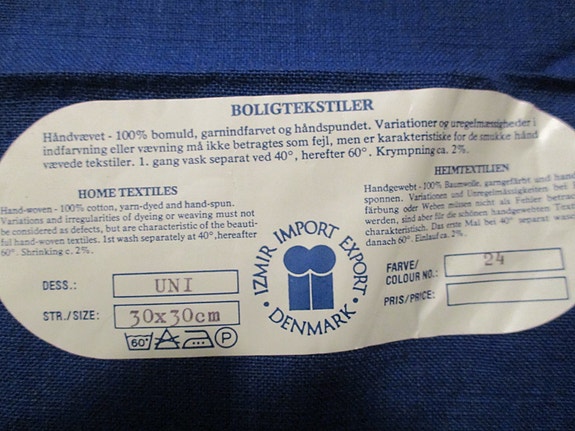 BOLIGTEKSTILER
Håndvævet - 100% bomuld, garnindfarvet og håndspundet. Variationer og uregelmæssigheder i
indfarvning eller vævning må ikke betragtes som fejl, men er karakteristiske for de smukke hånd
vævede tekstiler. 1. gang vask separat ved 40°, herefter 60°. Krympning ca. 2%.
HOME TEXTILES
Hand-woven - 100% cotton, yarn-dyed and hand-spun.
Variations and irregularities of dyeing or weaving must not
be considered as defects, but are characteristic of the beauti-
ful hand-woven textiles. 1st wash separately at 40°, hereafter
60°. Shrinking c. 2%.
HEIMTEXTILIEN
Handgewebt - 100% Baumwolle, garngefärbt und hand
sponnen. Variationen und Unregelmässigkeiten bei
färbung oder Weben müssen nicht als Fehler betrach
werden, sind aber für die schönen handgewebten Text
charakteristisch. Das erste Mal bei 40° separat wasc
danach 60°. Einlauf ca. 2%.
DESS.: UNI
STR./SIZE: 30x30cm
60° A P
IZMIR IMPORT EXPORT
• DENMARK •
FARVE/
COLOUR NO.: 24
PRIS/PRICE: